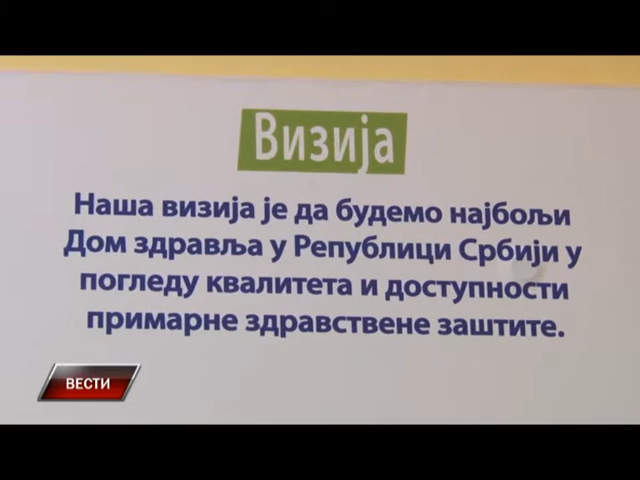 Визија
Наша визија је да будемо најбољи
Дом здравља у Републици Србији у
погледу квалитета и доступности
примарне здравствене заштите.
ВЕСТИ